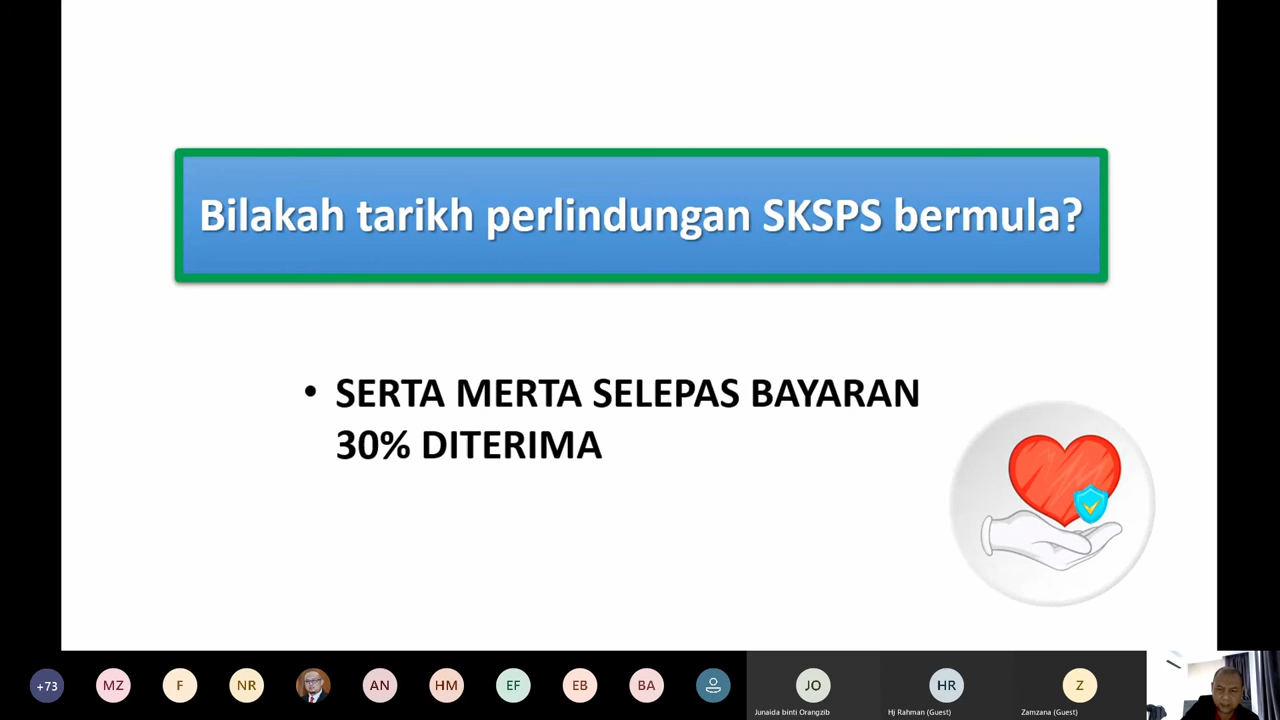 Bilakah tarikh perlindungan SKSPS bermula?
• SERTA MERTA SELEPAS BAYARAN
30% DITERIMA
+73
MZ
F
NR
AN
HM
EF
EB
BA
JO
HR
Z
Junaida binti Orangzib
Hj Rahman (Guest)
Zamzana (Guest)